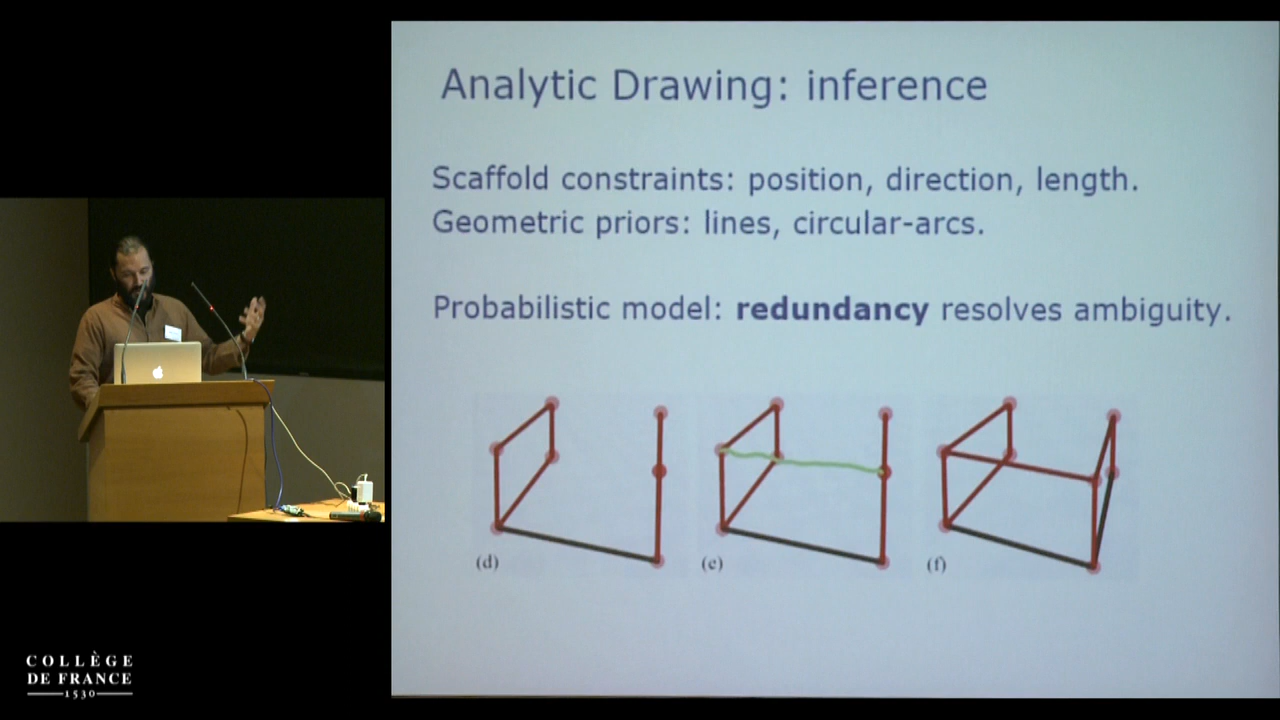 Analytic Drawing: inference
Scaffold constraints: position, direction, length.
Geometric priors: lines, circular-arcs.
Probabilistic model: redundancy resolves ambiguity.
(d)
(e)
(f)
COLLÈGE
DE FRANCE
1530